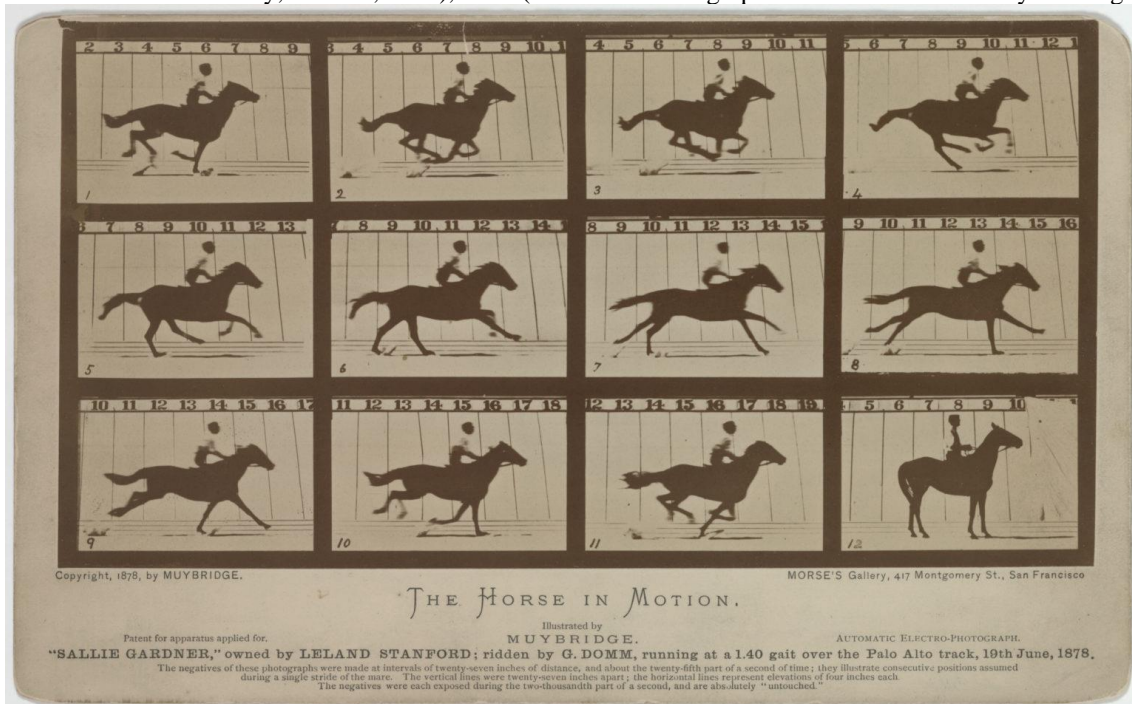 2 3 4 5 6 7 8 9
3 4 5 6 7 8 9 10 1
4 5 6 7 8 9 10 11
5 6 7 8 9 10 11 12 1
1
2
3
4
6 7 8 9 10 11 12 13
7 8 9 10 11 12 13 14 1
8 9 10 11 12 13 14 15
9 10 11 12 13 14 15 16
5
6
7
8
10 11 12 13 14 15 16 17
11 12 13 14 15 16 17 18
12 13 14 15 16 17 18 19
5 6 7 8 9 10
9
10
11
12
Copyright, 1878, by MUYBRIDGE.
MORSE'S Gallery, 417 Montgomery St., San Francisco
THE HORSE IN MOTION.
Illustrated by
Patent for apparatus applied for.
MUYBRIDGE.
AUTOMATIC ELECTRO-PHOTOGRAPH.
"SALLIE GARDNER," owned by LELAND STANFORD; ridden by G. DOMM, running at a 1.40 gait over the Palo Alto track, 19th June, 1878.
The negatives of these photographs were made at intervals of twenty-seven inches of distance, and about the twenty-fifth part of a second of time; they illustrate consecutive positions assumed
during a single stride of the mare. The vertical lines were twenty-seven inches apart; the horizontal lines represent elevations of four inches each.
The negatives were each exposed during the two-thousandth part of a second, and are absolutely "untouched."